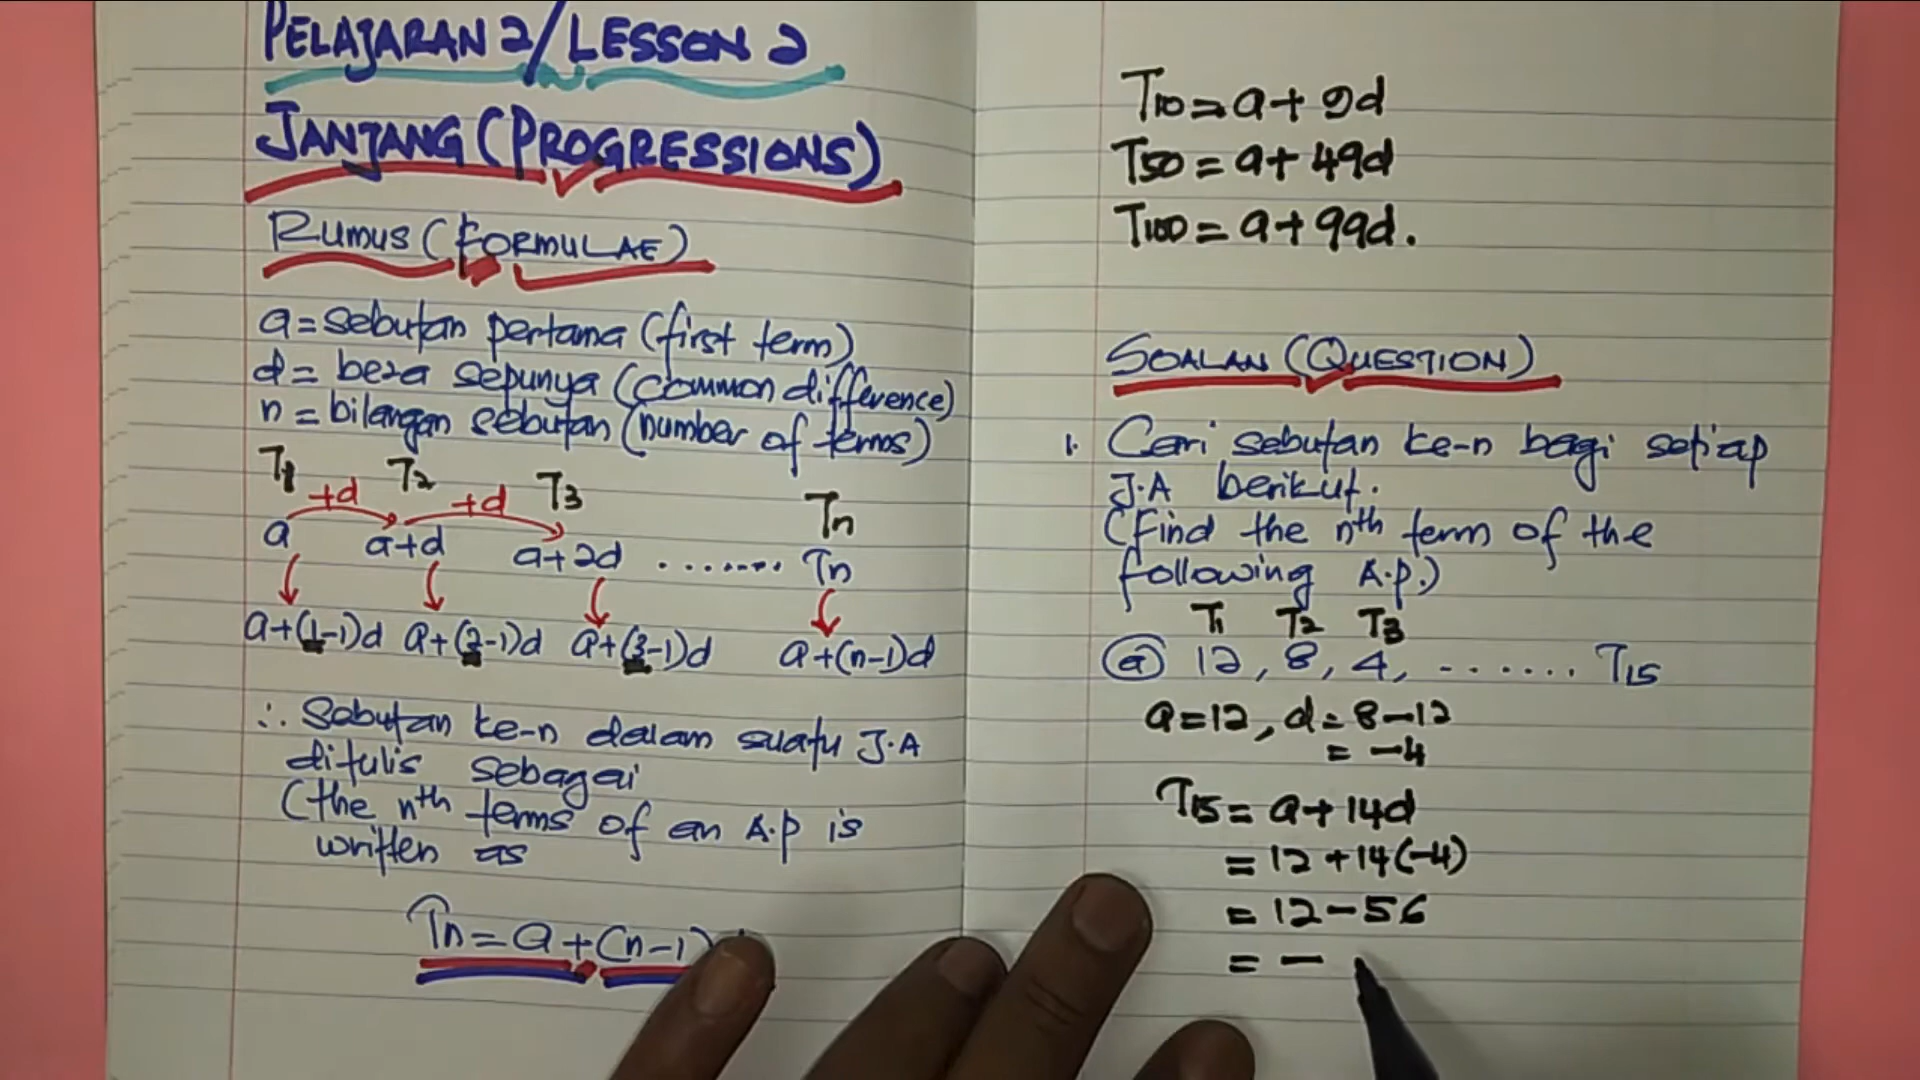 PELAJARAN 2/LESSON 2
JANJANG (PROGRESSIONS)
RUMUS (FORMULAE)
a = sebutan pertama (first term)
d = beza sepunya (common difference)
n = bilangan sebutan (number of terms)
T1 T2 T3 Tn
+d +d
a a+d a+2d ........ Tn
a+(1-1)d a+(2-1)d a+(3-1)d a+(n-1)d
∴ Sebutan ke-n dalam suatu J.A
ditulis sebagai
(the nth terms of an A.P is
written as
Tn = a + (n-1)
T10 = a + 9d
T50 = a + 49d
T100 = a + 99d.
SOALAN (QUESTION)
1. Cari sebutan ke-n bagi setiap
J.A berikut.
(Find the nth term of the
following A.P.)
T1 T2 T3
(a) 12, 8, 4, ....... T15
a = 12, d = 8 - 12
= -4
T15 = a + 14d
= 12 + 14(-4)
= 12 - 56
= -